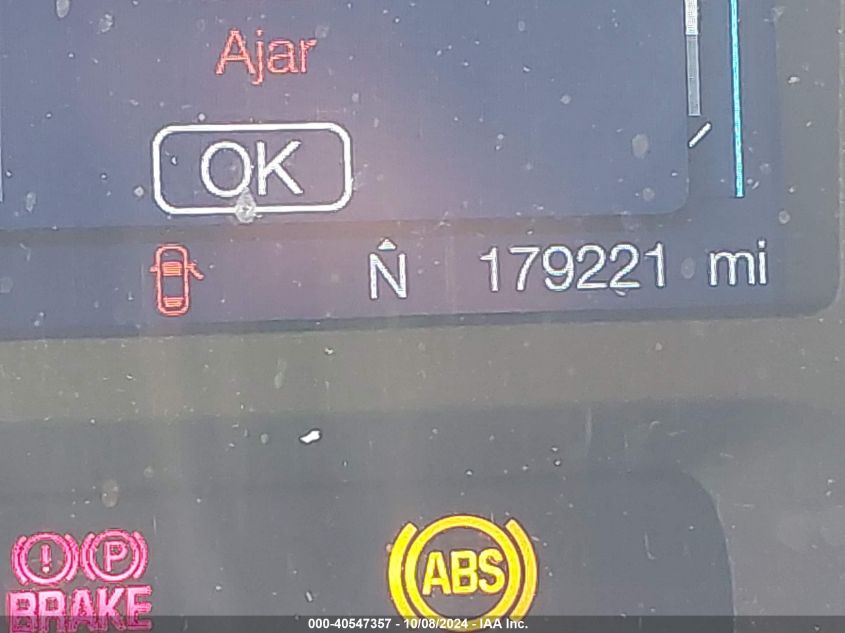 Ajar
OK
N 179221 mi
! P
BRAKE
ABS
000-40547357 - 10/08/2024 - IAA Inc.